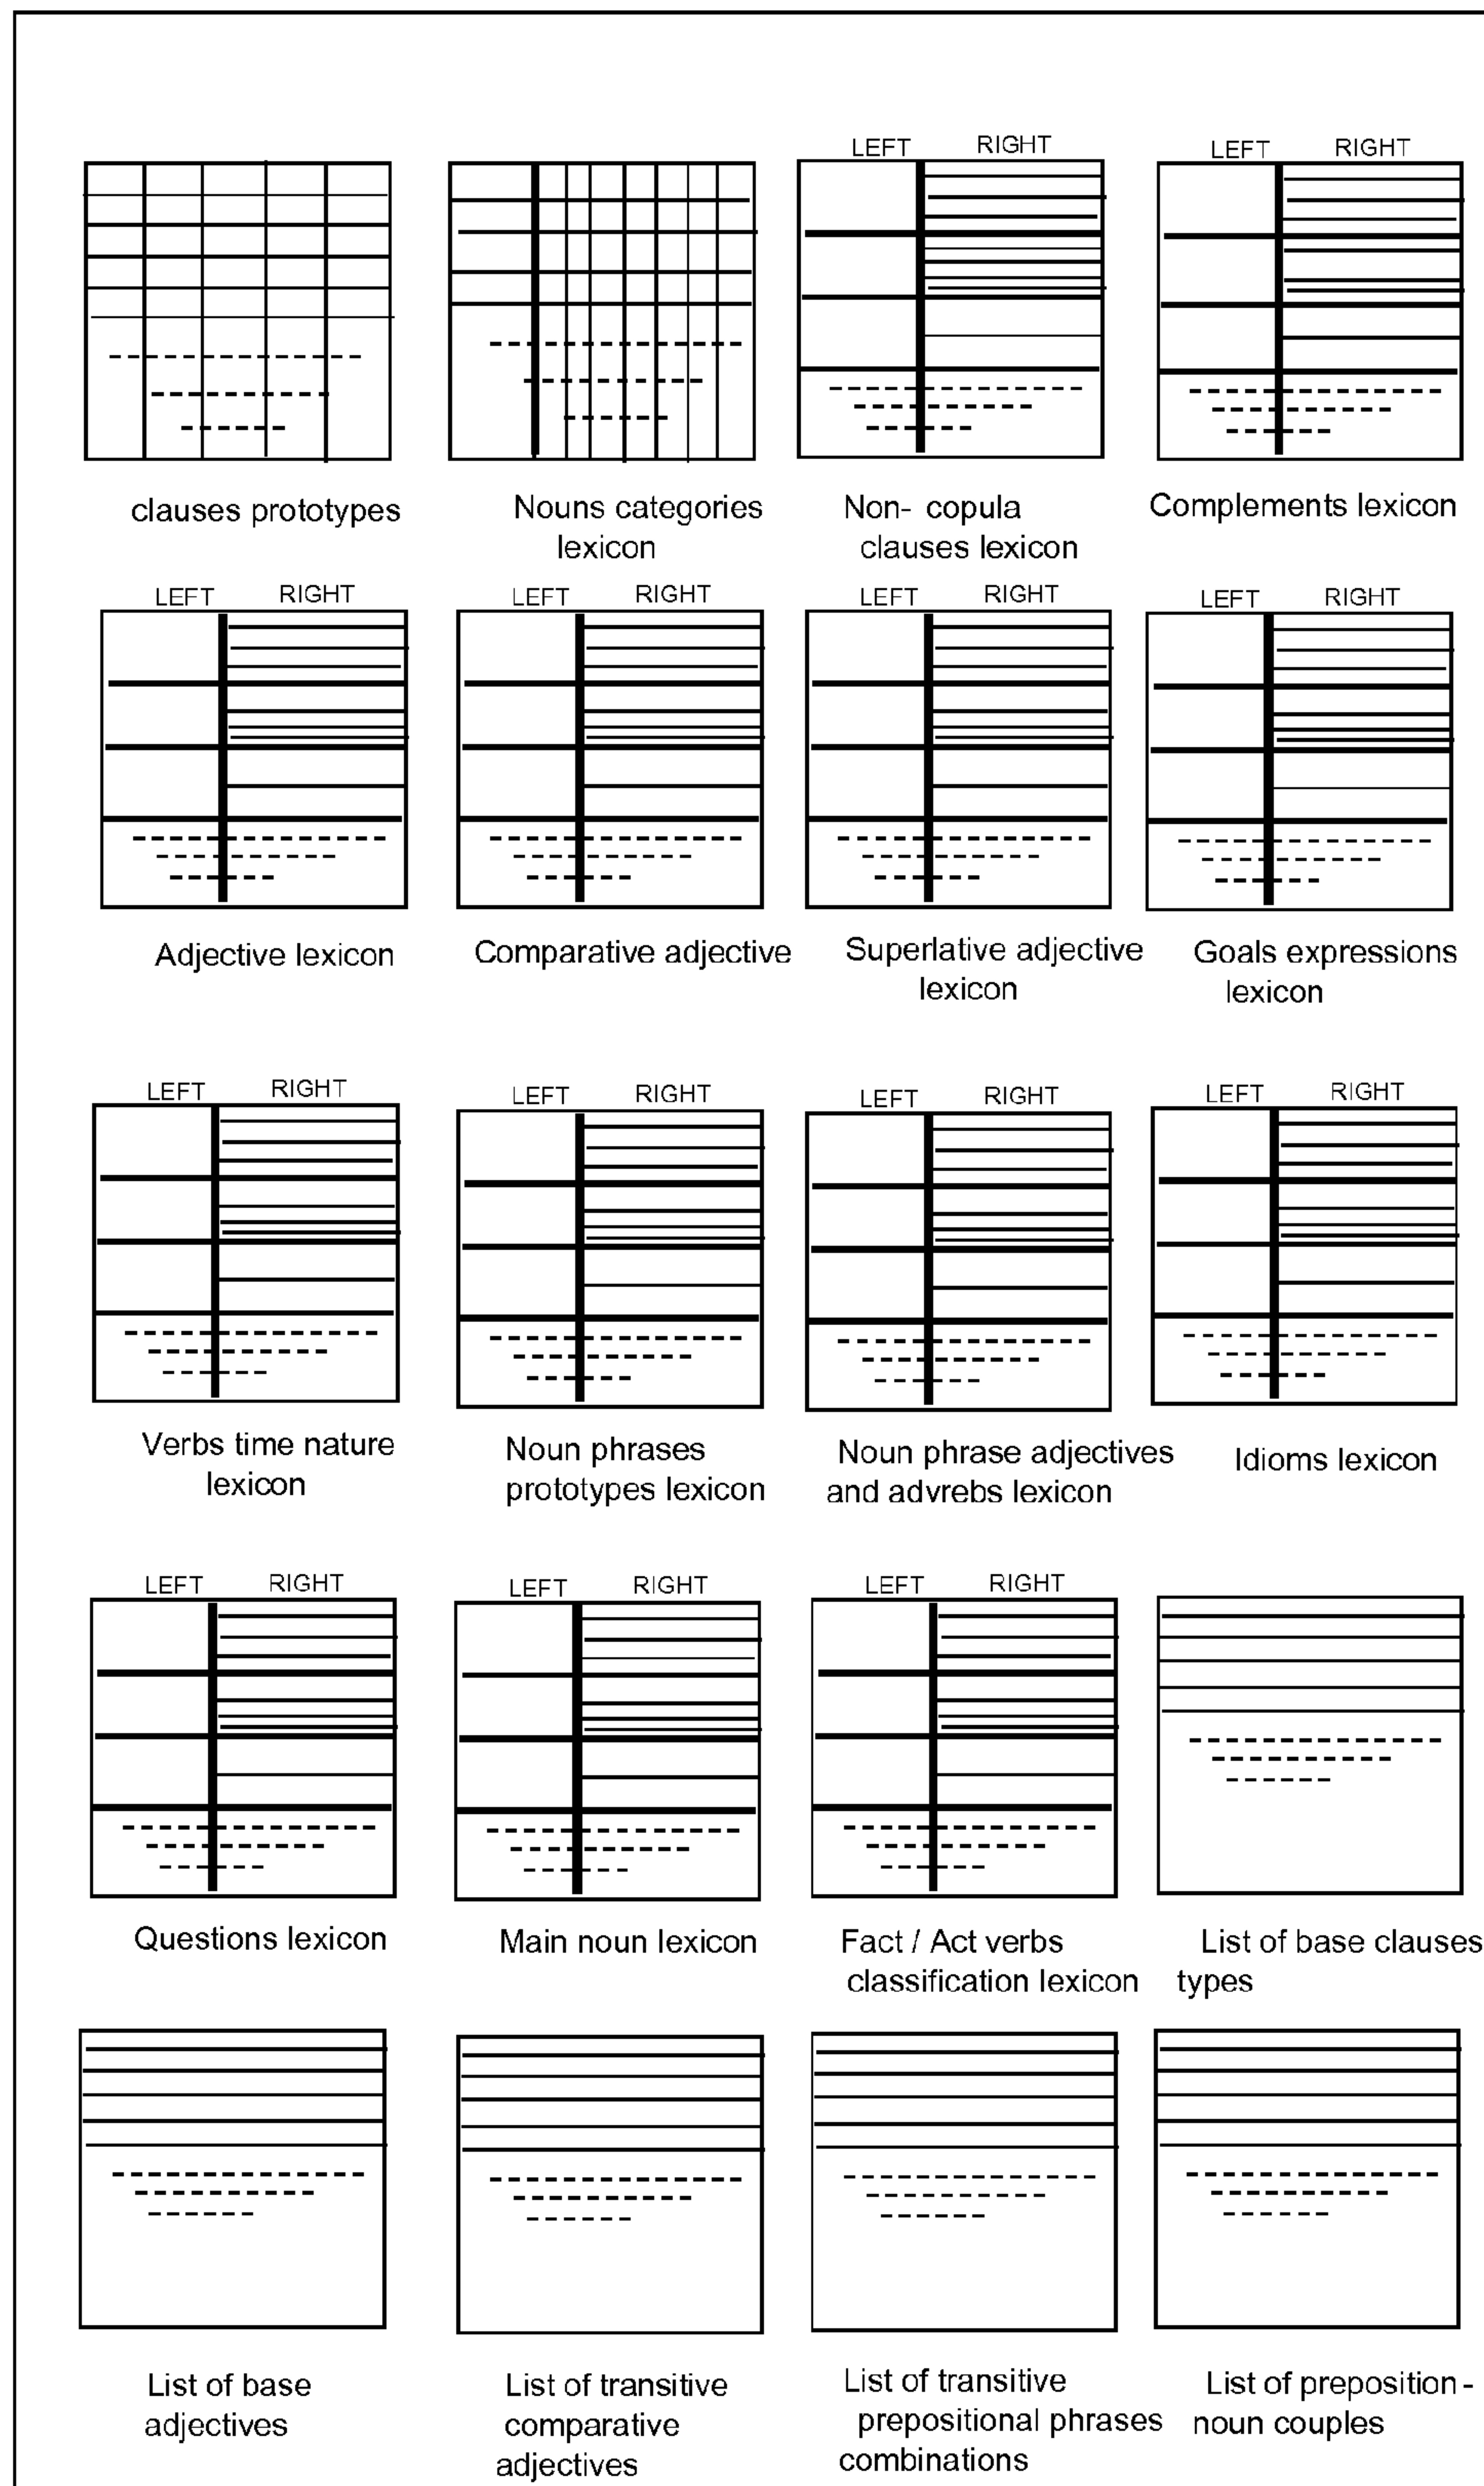 LEFT RIGHT
LEFT RIGHT
clauses prototypes
Nouns categories
lexicon
Non- copula
clauses lexicon
Complements lexicon
LEFT RIGHT
LEFT RIGHT
LEFT RIGHT
LEFT RIGHT
Adjective lexicon
Comparative adjective
Superlative adjective
lexicon
Goals expressions
lexicon
LEFT RIGHT
LEFT RIGHT
LEFT RIGHT
LEFT RIGHT
Verbs time nature
lexicon
Noun phrases
prototypes lexicon
Noun phrase adjectives
and advrebs lexicon
Idioms lexicon
LEFT RIGHT
LEFT RIGHT
LEFT RIGHT
Questions lexicon
Main noun lexicon
Fact / Act verbs
classification lexicon
List of base clauses
types
List of base
adjectives
List of transitive
comparative
adjectives
List of transitive
prepositional phrases
combinations
List of preposition -
noun couples